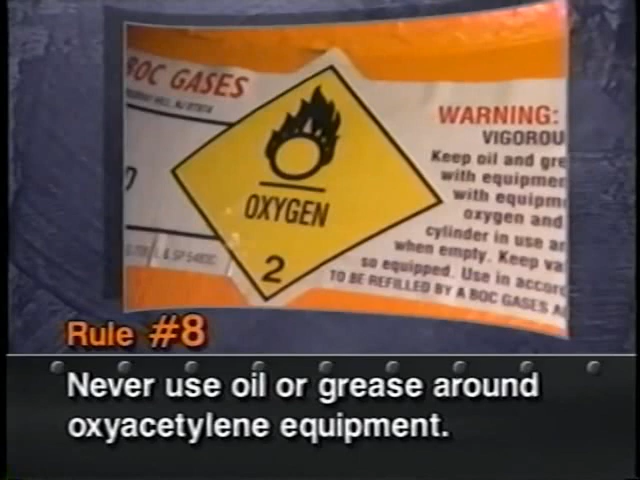 BOC GASES
WARNING:
VIGOROU
Keep oil and gre
with equipmen
with equipm
oxygen and
cylinder in use an
when empty. Keep va
so equipped. Use in accord
TO BE REFILLED BY A BOC GASES A
OXYGEN
2
Rule #8
Never use oil or grease around
oxyacetylene equipment.